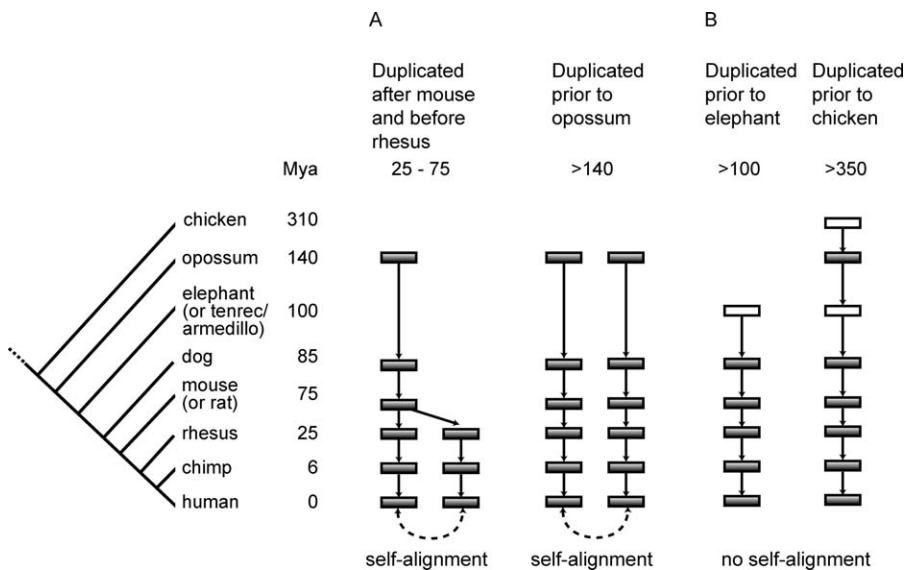 A
B
Duplicated
after mouse
and before
rhesus
Duplicated
prior to
opossum
Duplicated
prior to
elephant
Duplicated
prior to
chicken
Mya
25 - 75
>140
>100
>350
chicken 310
opossum 140
elephant
(or tenrec/ 100
armedillo)
dog 85
mouse 75
(or rat)
rhesus 25
chimp 6
human 0
self-alignment
self-alignment
no self-alignment